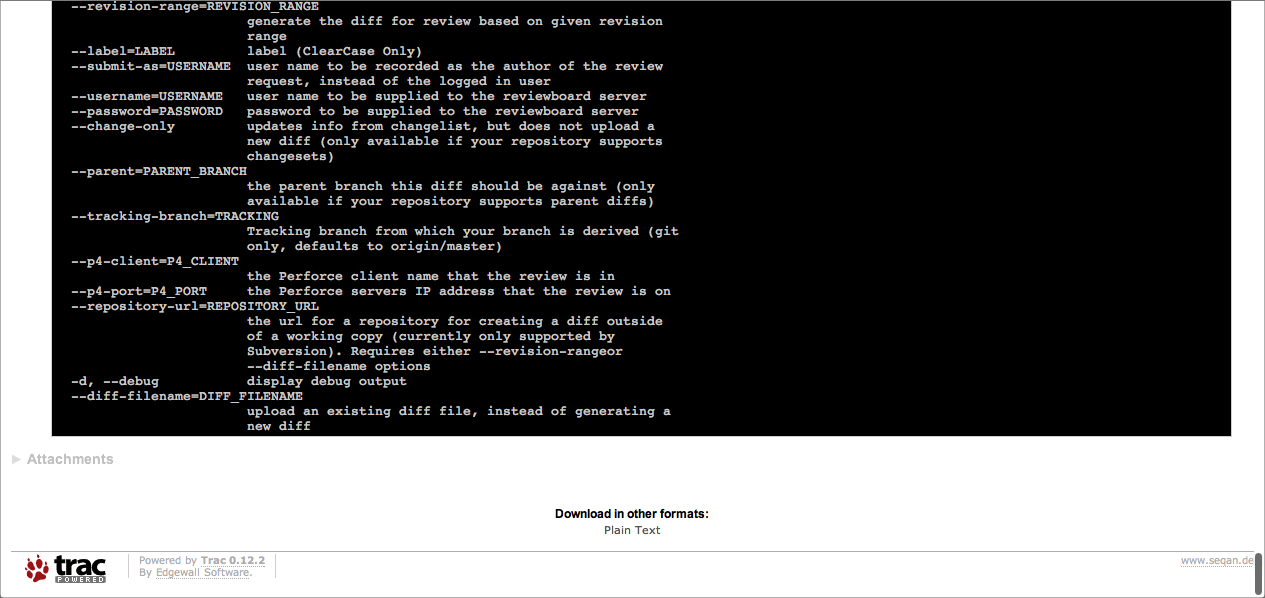 --revision-range=REVISION_RANGE
generate the diff for review based on given revision
range
--label=LABEL label (ClearCase Only)
--submit-as=USERNAME user name to be recorded as the author of the review
request, instead of the logged in user
--username=USERNAME user name to be supplied to the reviewboard server
--password=PASSWORD password to be supplied to the reviewboard server
--change-only updates info from changelist, but does not upload a
new diff (only available if your repository supports
changesets)
--parent=PARENT_BRANCH
the parent branch this diff should be against (only
available if your repository supports parent diffs)
--tracking-branch=TRACKING
Tracking branch from which your branch is derived (git
only, defaults to origin/master)
--p4-client=P4_CLIENT
the Perforce client name that the review is in
--p4-port=P4_PORT the Perforce servers IP address that the review is on
--repository-url=REPOSITORY_URL
the url for a repository for creating a diff outside
of a working copy (currently only supported by
Subversion). Requires either --revision-rangeor
--diff-filename options
-d, --debug display debug output
--diff-filename=DIFF_FILENAME
upload an existing diff file, instead of generating a
new diff
Attachments
Download in other formats:
Plain Text
trac
POWERED
Powered by Trac 0.12.2
By Edgewall Software.
www.segan.de